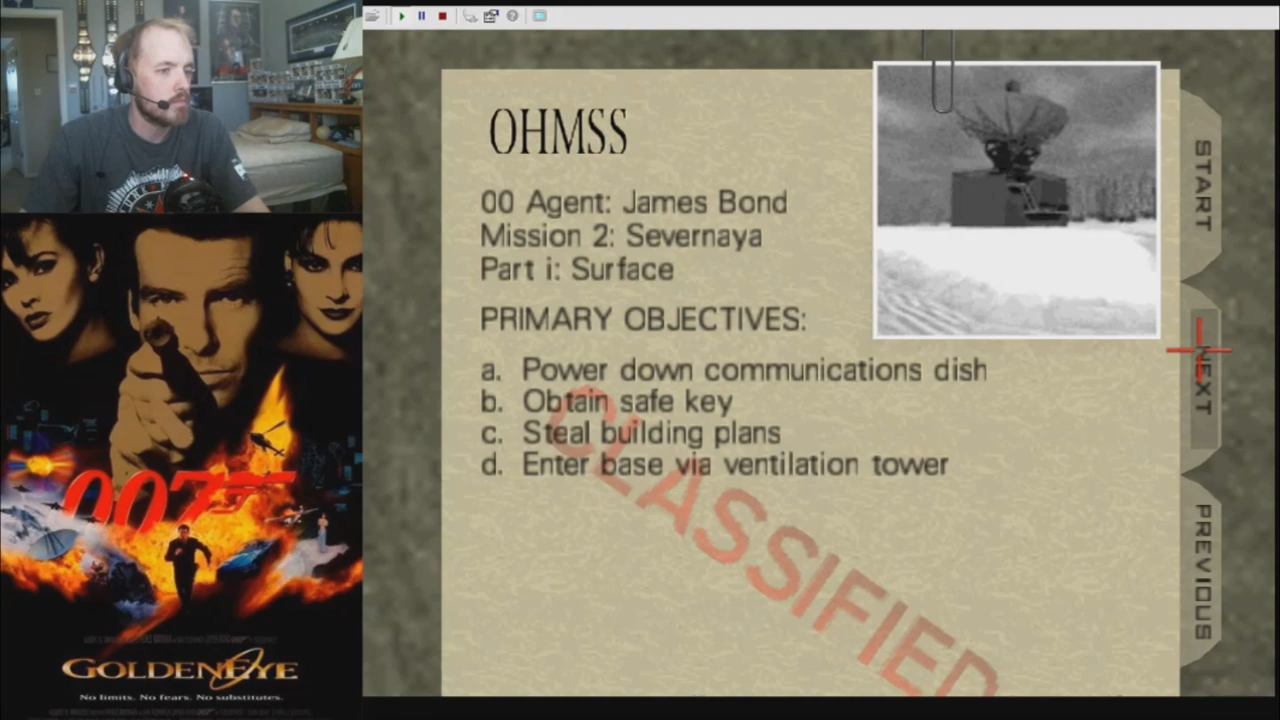 OHMSS
00 Agent: James Bond
Mission 2: Severnaya
Part i: Surface
PRIMARY OBJECTIVES:
a. Power down communications dish
b. Obtain safe key
c. Steal building plans
d. Enter base via ventilation tower
CLASSIFIED
START
NEXT
PREVIOUS
007
GOLDENEYE
No limits. No fears. No substitutes.